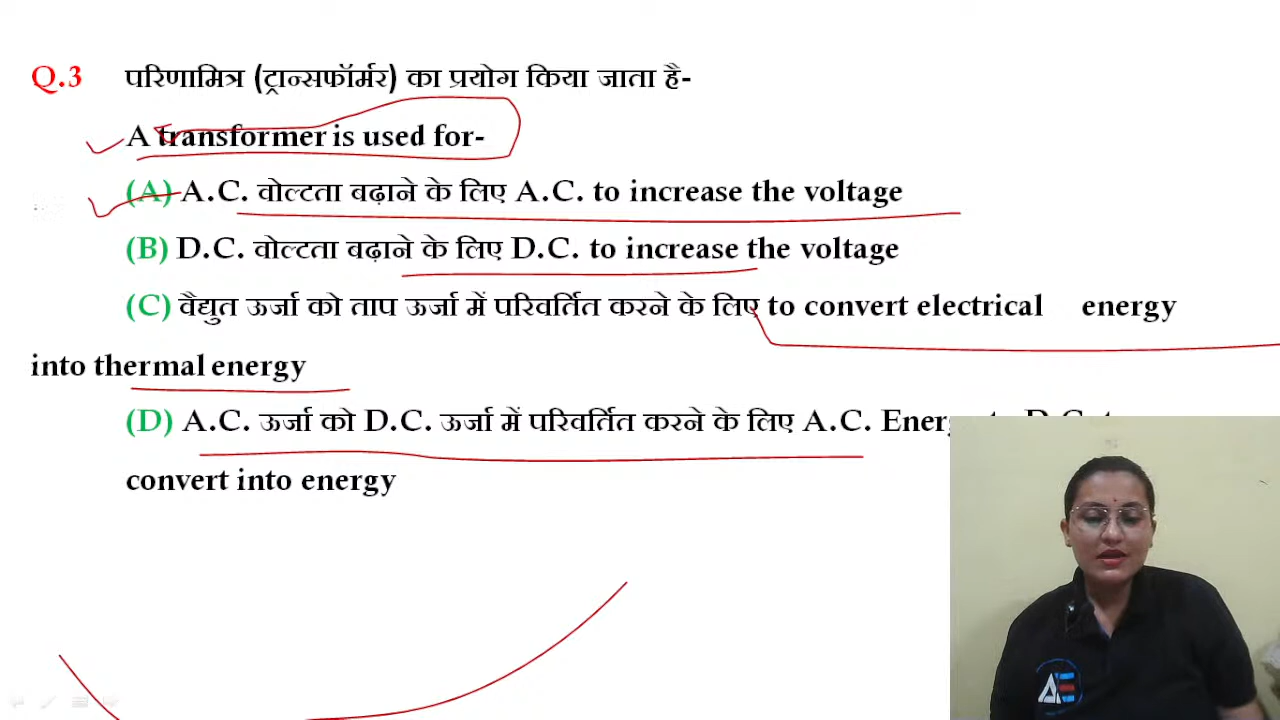 Q.3 परिणामित्र (ट्रान्सफॉर्मर) का प्रयोग किया जाता है-
A transformer is used for-
(A) A.C. वोल्टता बढ़ाने के लिए A.C. to increase the voltage
(B) D.C. वोल्टता बढ़ाने के लिए D.C. to increase the voltage
(C) वैद्युत ऊर्जा को ताप ऊर्जा में परिवर्तित करने के लिए to convert electrical energy
into thermal energy
(D) A.C. ऊर्जा को D.C. ऊर्जा में परिवर्तित करने के लिए A.C.
convert into energy